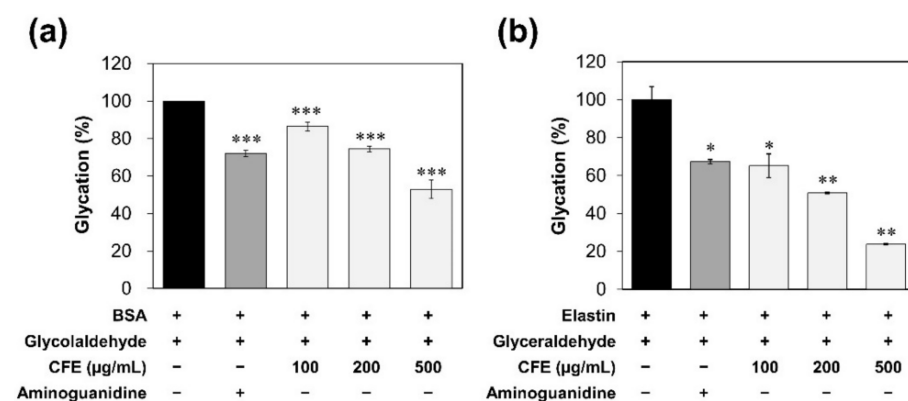 (a)
120
100
80
60
40
20
0
Glycation (%)
***
***
***
***
BSA + + + + +
Glycolaldehyde + + + + +
CFE (μg/mL) − − 100 200 500
Aminoguanidine − + − − −
(b)
120
100
80
60
40
20
0
Glycation (%)
*
*
**
**
Elastin + + + + +
Glyceraldehyde + + + + +
CFE (μg/mL) − − 100 200 500
Aminoguanidine − + − − −